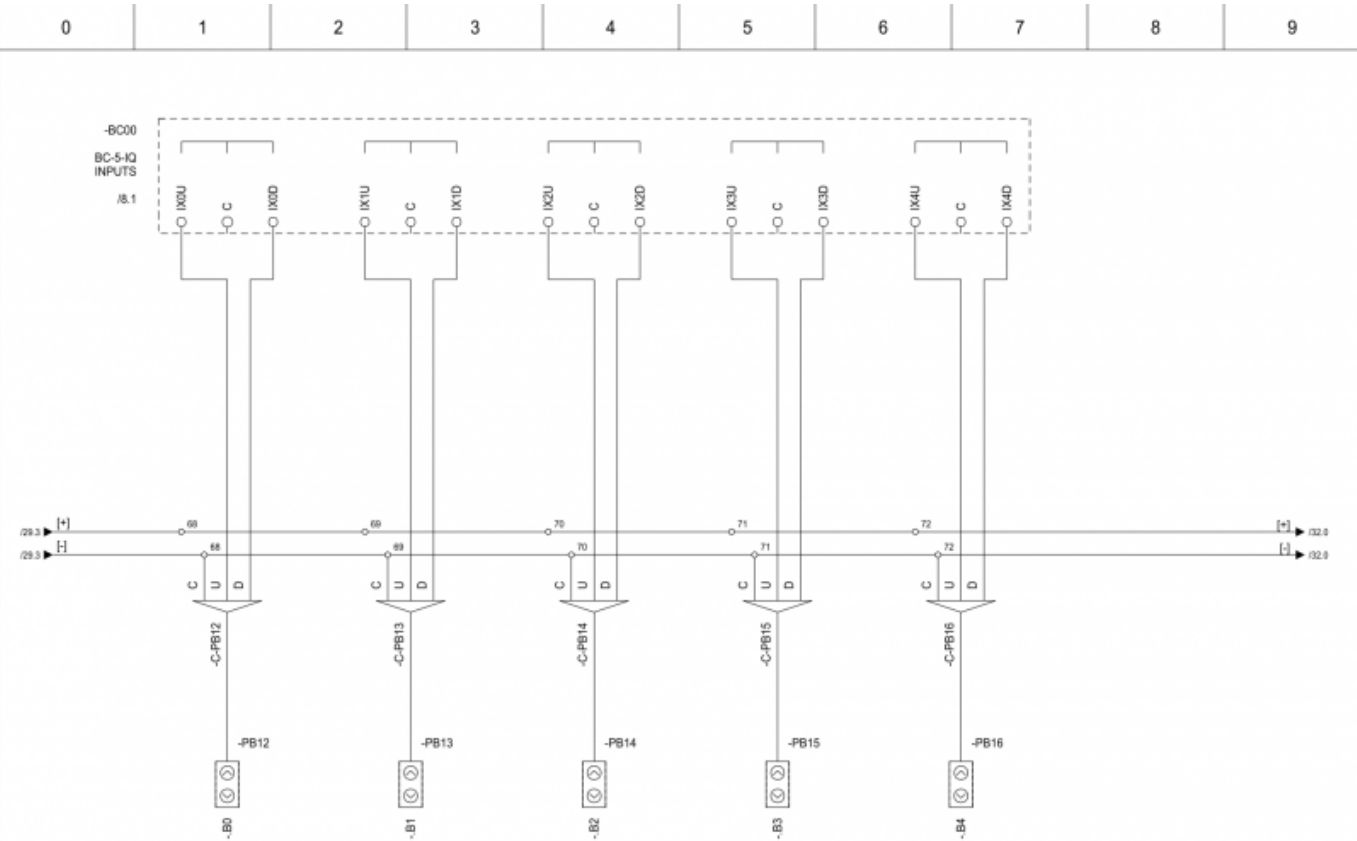 0 1 2 3 4 5 6 7 8 9
-BC00
BC-5-IQ
INPUTS
/8.1
IX0U C IX0D IX1U C IX1D IX2U C IX2D IX3U C IX3D IX4U C IX4D
/29.3 [+] 68 69 70 71 72 [+] /32.0
/29.3 [-] 68 69 70 71 72 [-] /32.0
C U D C U D C U D C U D C U D
-C-PB12 -C-PB13 -C-PB14 -C-PB15 -C-PB16
-PB12 -PB13 -PB14 -PB15 -PB16
-.B0 -.B1 -.B2 -.B3 -.B4